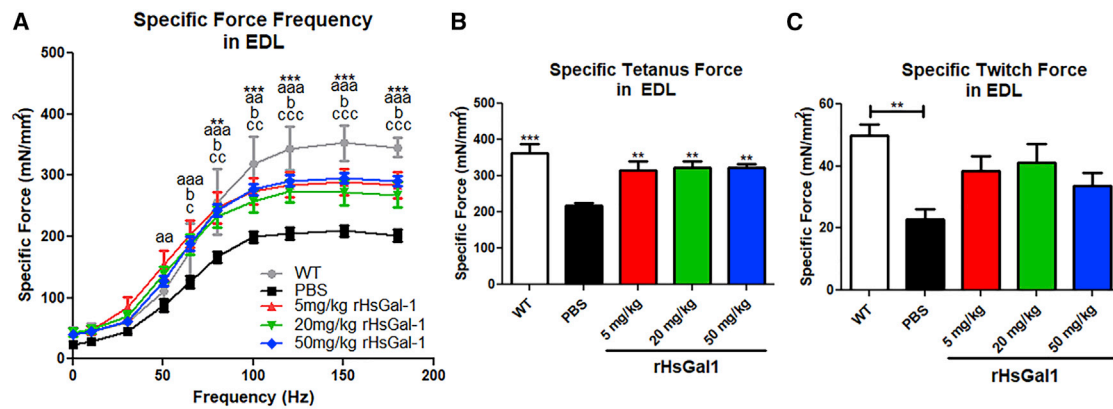 A
Specific Force Frequency
in EDL
Specific Force (mN/mm²)
500
400
300
200
100
0
0
50
100
150
200
Frequency (Hz)
aa
aaa
b
c
**
aaa
b
cc
***
aa
b
cc
***
aaa
b
ccc
***
aaa
b
ccc
***
aaa
b
ccc
WT
PBS
5mg/kg rHsGal-1
20mg/kg rHsGal-1
50mg/kg rHsGal-1
B
Specific Tetanus Force
in EDL
Specific Force (mN/mm²)
400
300
200
100
0
***
**
**
**
WT
PBS
5 mg/kg
20 mg/kg
50 mg/kg
rHsGal1
C
Specific Twitch Force
in EDL
Specific Force (mN/mm²)
60
40
20
0
**
WT
PBS
5 mg/kg
20 mg/kg
50 mg/kg
rHsGal1